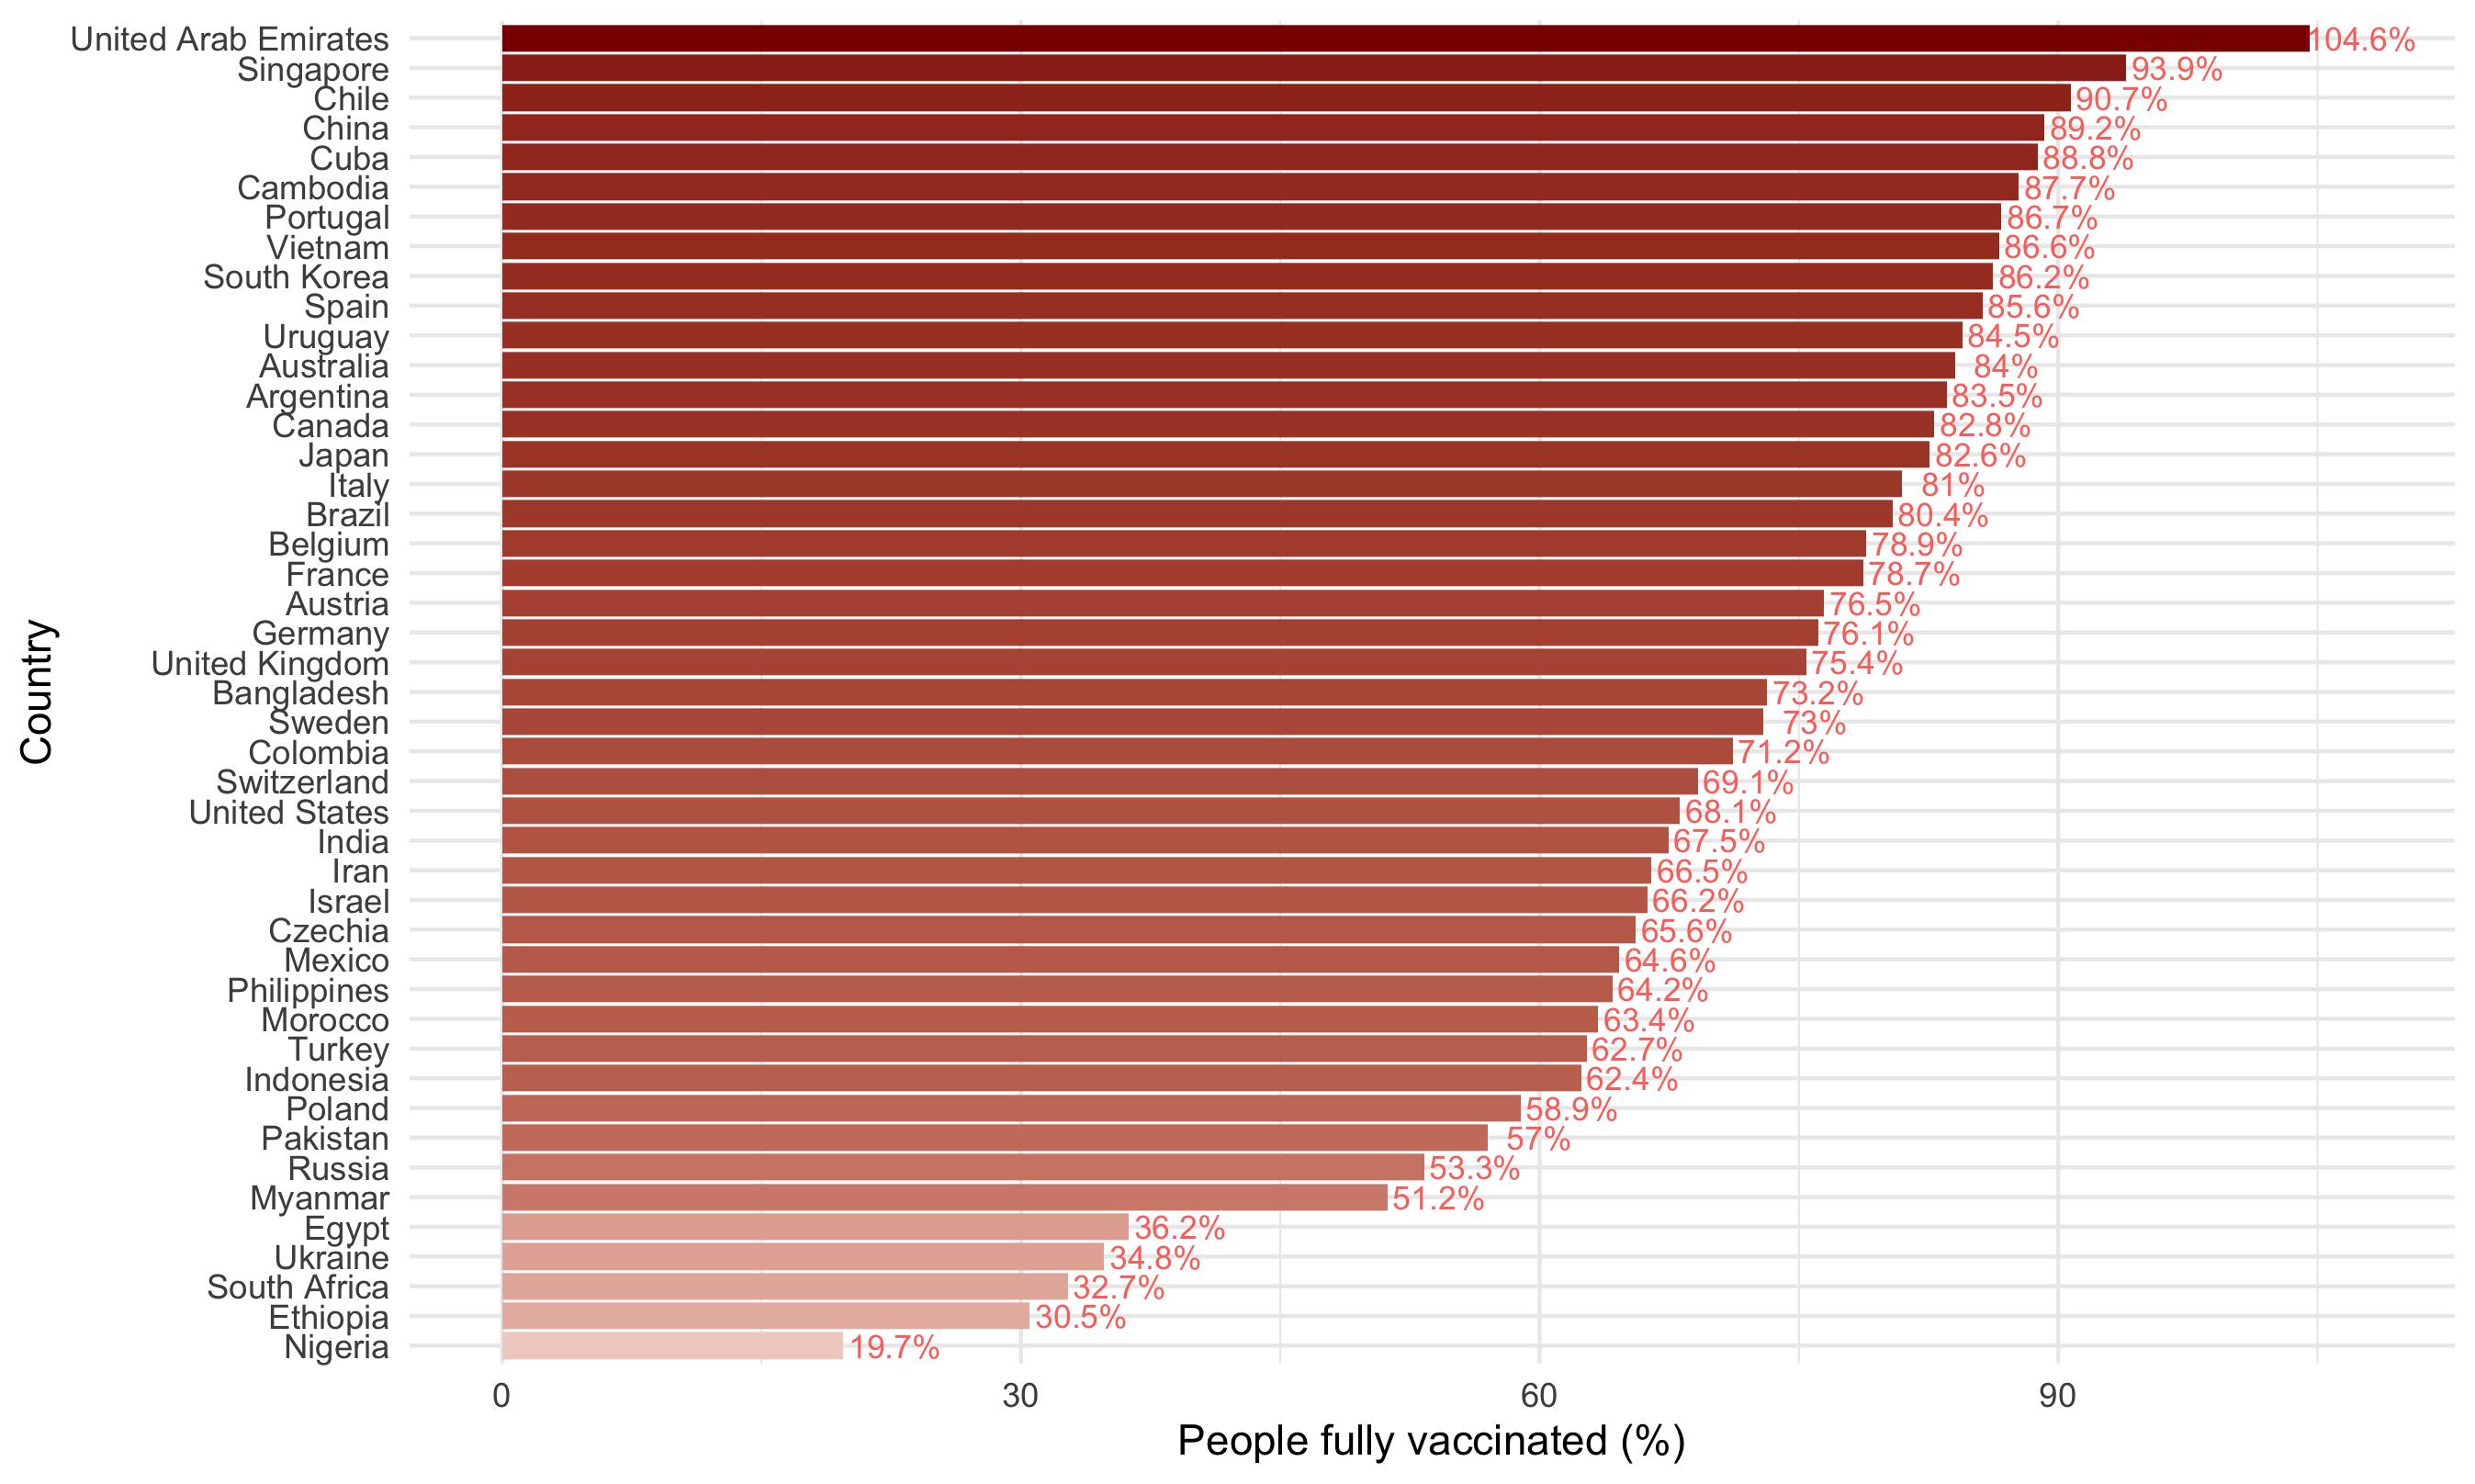 Country
United Arab Emirates 104.6%
Singapore 93.9%
Chile 90.7%
China 89.2%
Cuba 88.8%
Cambodia 87.7%
Portugal 86.7%
Vietnam 86.6%
South Korea 86.2%
Spain 85.6%
Uruguay 84.5%
Australia 84%
Argentina 83.5%
Canada 82.8%
Japan 82.6%
Italy 81%
Brazil 80.4%
Belgium 78.9%
France 78.7%
Austria 76.5%
Germany 76.1%
United Kingdom 75.4%
Bangladesh 73.2%
Sweden 73%
Colombia 71.2%
Switzerland 69.1%
United States 68.1%
India 67.5%
Iran 66.5%
Israel 66.2%
Czechia 65.6%
Mexico 64.6%
Philippines 64.2%
Morocco 63.4%
Turkey 62.7%
Indonesia 62.4%
Poland 58.9%
Pakistan 57%
Russia 53.3%
Myanmar 51.2%
Egypt 36.2%
Ukraine 34.8%
South Africa 32.7%
Ethiopia 30.5%
Nigeria 19.7%
0 30 60 90
People fully vaccinated (%)